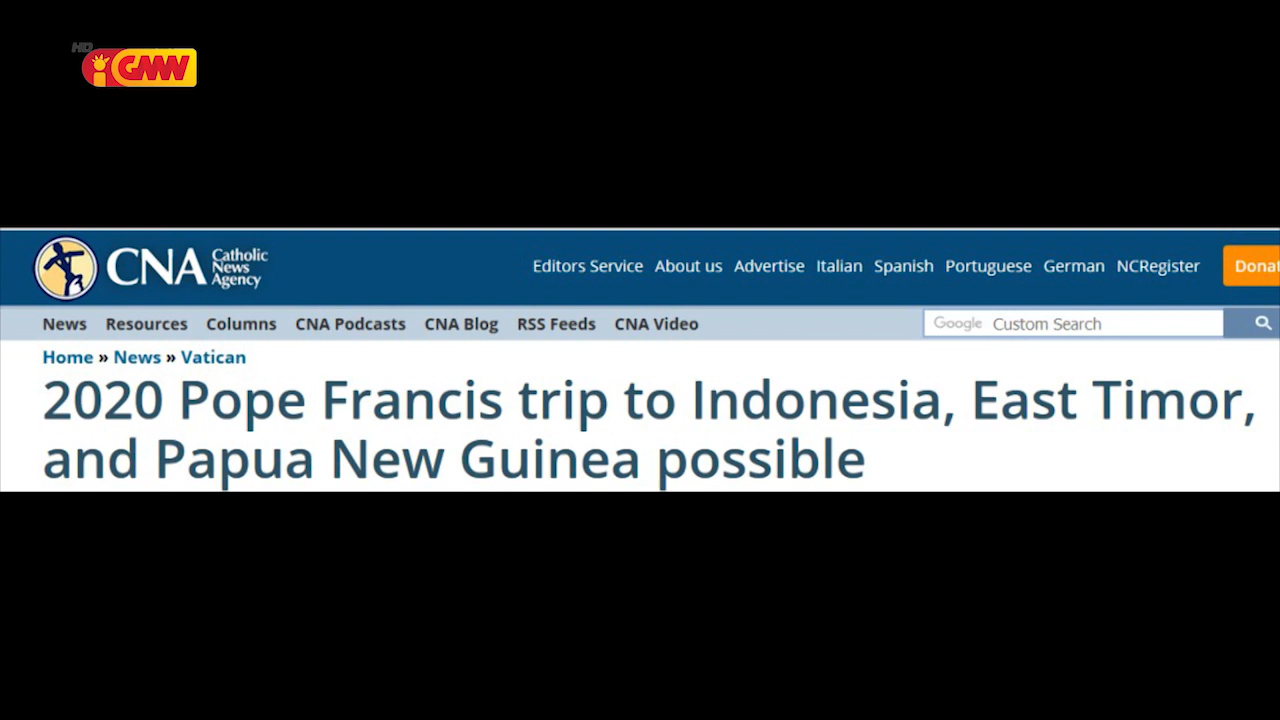 HD
iGMW
CNA Catholic News Agency
Editors Service About us Advertise Italian Spanish Portuguese German NCRegister
News Resources Columns CNA Podcasts CNA Blog RSS Feeds CNA Video Google Custom Search
Home » News » Vatican
2020 Pope Francis trip to Indonesia, East Timor,
and Papua New Guinea possible